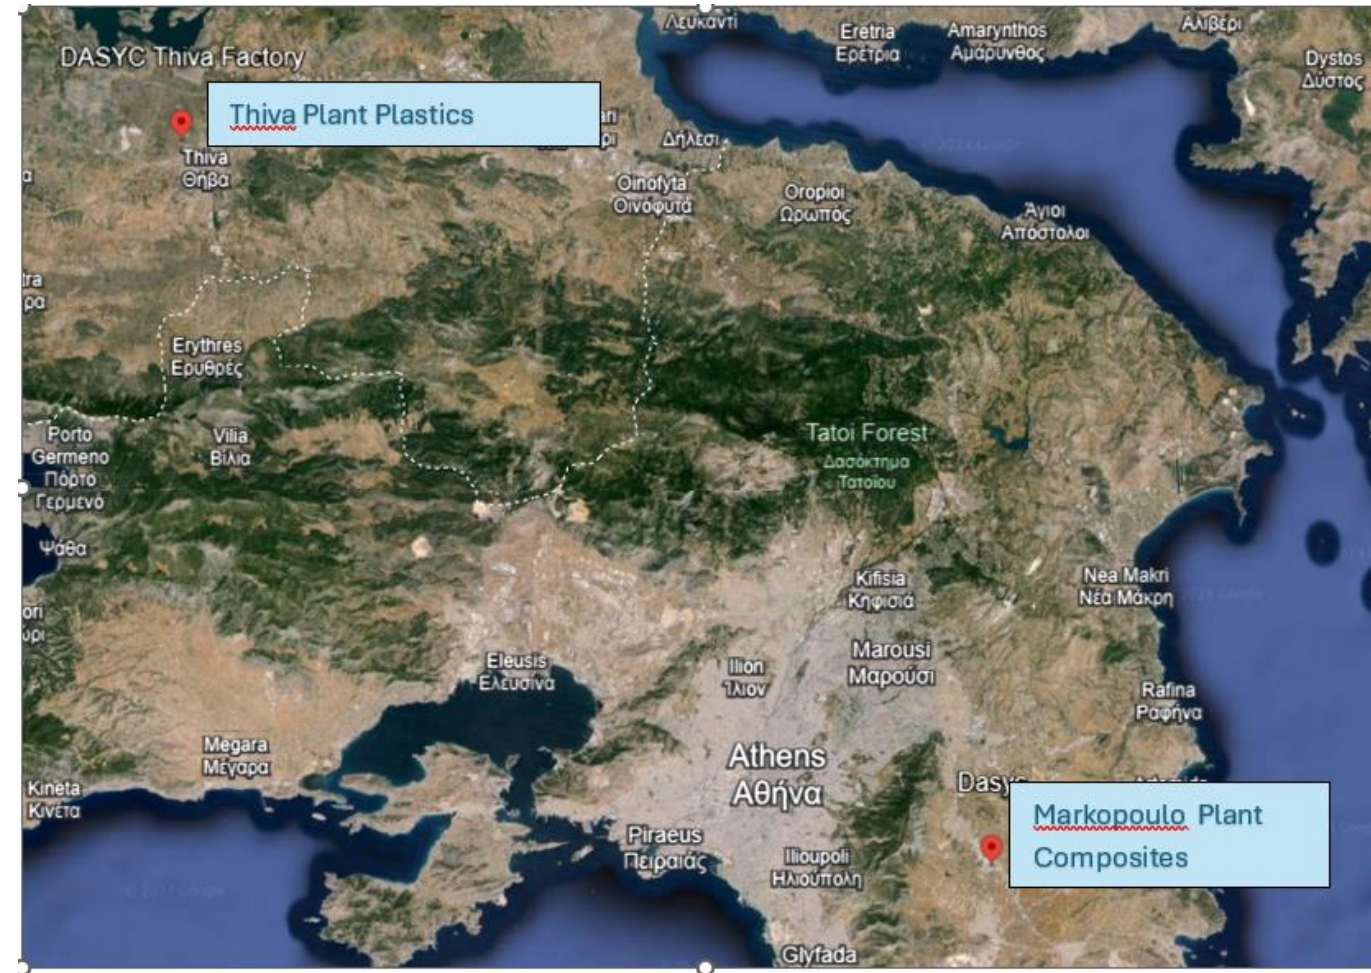 Λευκαντί
Eretria
Ερέτρια
Amarynthos
Αμάρυνθος
Αλιβέρι
Dystos
Δύστος
DASYC Thiva Factory
Thiva Plant Plastics
Thiva
Θήβα
Δήλεσι
Oinofyta
Οινόφυτα
Oropioi
Ωρωπός
Άγιοι
Απόστολοι
Erythres
Ερυθρές
Porto
Germeno
Πόρτο
Γερμενό
Vilia
Βίλια
Tatoi Forest
Δασόκτημα
Τατοΐου
Ψάθα
Kifisia
Κηφισιά
Nea Makri
Νέα Μάκρη
Eleusis
Ελευσίνα
Ilion
Ίλιον
Marousi
Μαρούσι
Rafina
Ραφήνα
Megara
Μέγαρα
Athens
Αθήνα
Kineta
Κινέτα
Markopoulo Plant
Composites
Piraeus
Πειραιάς
Ilioupoli
Ηλιούπολη
Glyfada